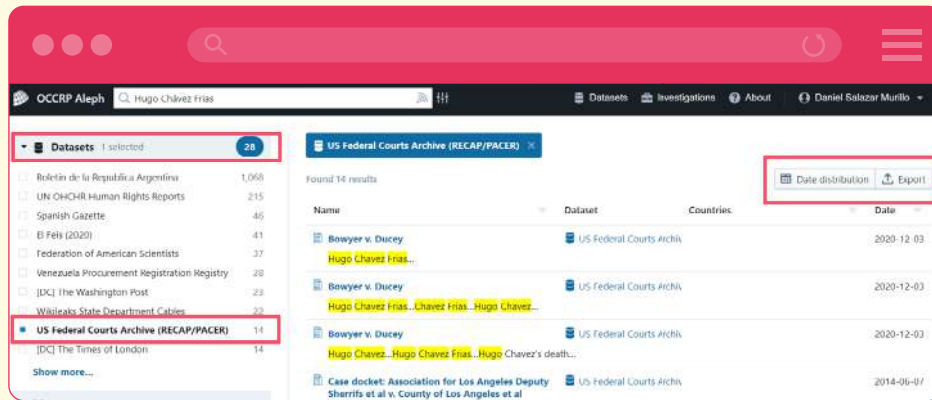 OCCRP Aleph
Hugo Chávez Frias
Datasets
Investigations
About
Daniel Salazar Murillo
Datasets 1 selected 28
Boletin de la Republica Argentina 1,068
UN OHCHR Human Rights Reports 215
Spanish Gazette 46
El Feis (2020) 41
Federation of American Scientists 37
Venezuela Procurement Registration Registry 28
[DC] The Washington Post 23
Wikileaks State Department Cables 22
US Federal Courts Archive (RECAP/PACER) 14
[DC] The Times of London 14
Show more...
US Federal Courts Archive (RECAP/PACER)
Found 14 results
Date distribution
Export
Name Dataset Countries Date
Bowyer v. Ducey US Federal Courts Archiv 2020-12-03
Hugo Chavez Frias...
Bowyer v. Ducey US Federal Courts Archiv 2020-12-03
Hugo Chavez Frias...Chavez Frias...Hugo Chavez...
Bowyer v. Ducey US Federal Courts Archiv 2020-12-03
Hugo Chavez...Hugo Chavez Frias...Hugo Chavez's death...
Case docket: Association for Los Angeles Deputy US Federal Courts Archiv 2014-06-07
Sherrifs et al v. County of Los Angeles et al